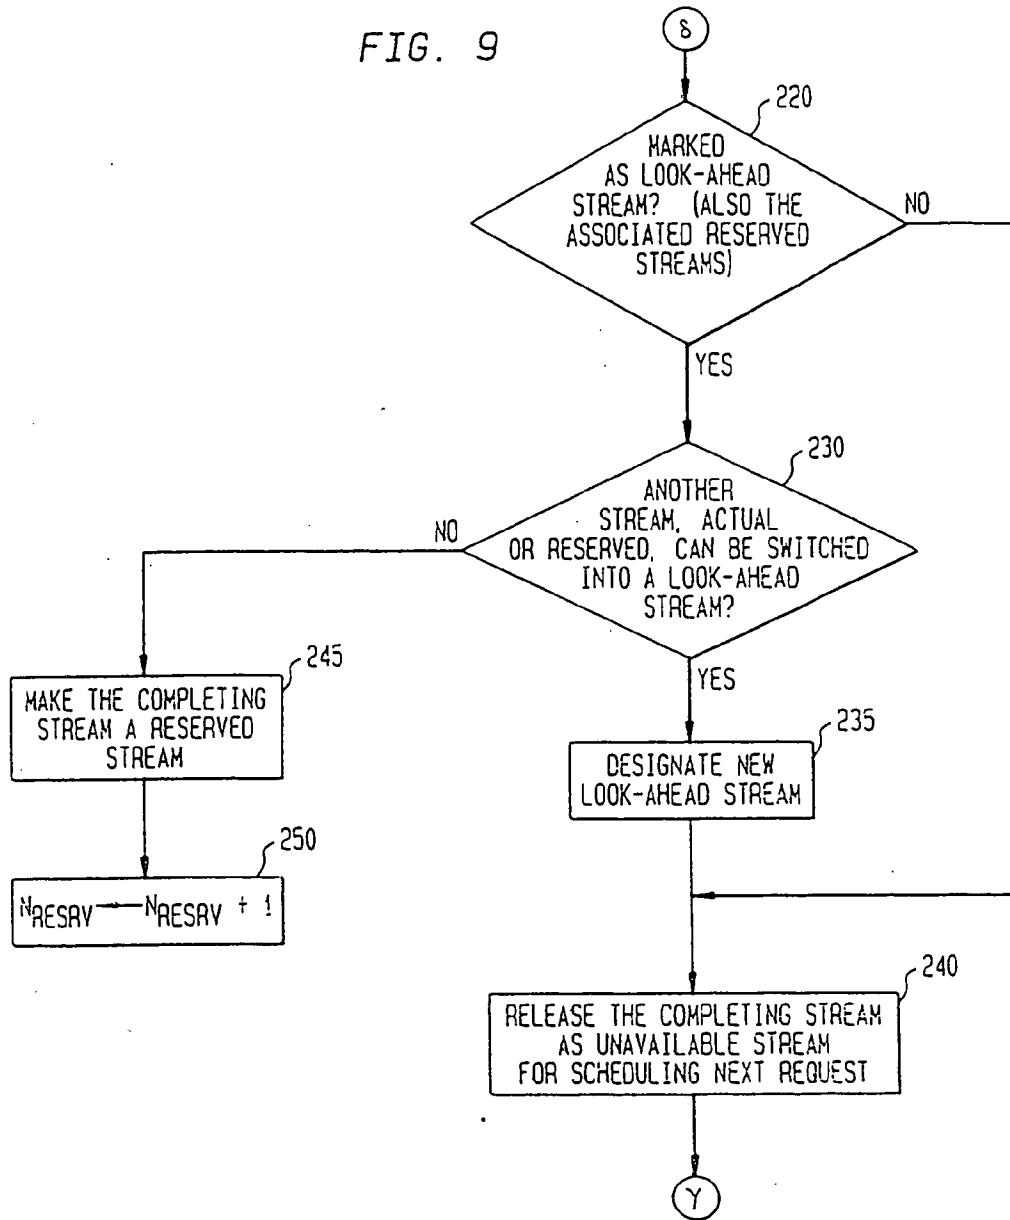 FIG. 9
δ
220
MARKED
AS LOOK-AHEAD
STREAM? (ALSO THE
ASSOCIATED RESERVED
STREAMS)
NO
YES
230
ANOTHER
STREAM, ACTUAL
OR RESERVED, CAN BE SWITCHED
INTO A LOOK-AHEAD
STREAM?
NO
YES
245
MAKE THE COMPLETING
STREAM A RESERVED
STREAM
235
DESIGNATE NEW
LOOK-AHEAD STREAM
250
NRESRV ← NRESRV + 1
240
RELEASE THE COMPLETING STREAM
AS UNAVAILABLE STREAM
FOR SCHEDULING NEXT REQUEST
γ